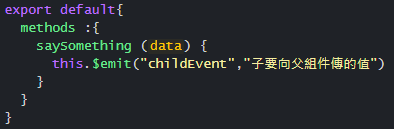 export default{
methods :{
saySomething (data) {
this.$emit("childEvent","子要向父組件傳的值")
}
}
}